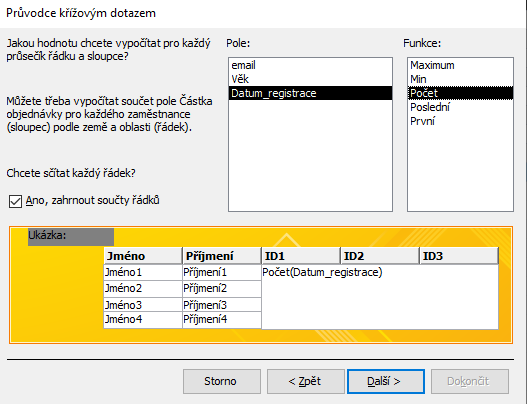 Průvodce křížovým dotazem
Jakou hodnotu chcete vypočítat pro každý
průsečík řádku a sloupce?
Můžete třeba vypočítat součet pole Částka
objednávky pro každého zaměstnance
(sloupec) podle země a oblasti (řádek).
Chcete sčítat každý řádek?
Ano, zahrnout součty řádků
Pole:
email
Věk
Datum_registrace
Funkce:
Maximum
Min
Počet
Poslední
První
Ukázka:
Jméno Příjmení ID1 ID2 ID3
Jméno1 Příjmení1 Počet(Datum_registrace)
Jméno2 Příjmení2
Jméno3 Příjmení3
Jméno4 Příjmení4
Storno < Zpět Další > Dokončit